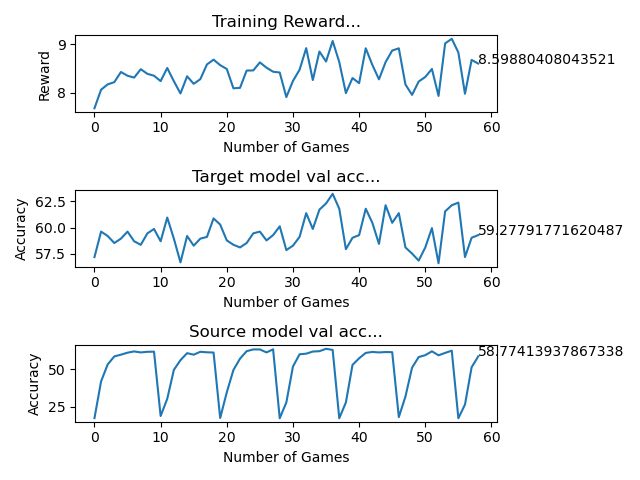 Training Reward...
9
8
Reward
8.59880408043521
0 10 20 30 40 50 60
Number of Games
Target model val acc...
62.5
60.0
57.5
Accuracy
59.27791771620487
0 10 20 30 40 50 60
Number of Games
Source model val acc...
50
25
Accuracy
58.77413937867338
0 10 20 30 40 50 60
Number of Games